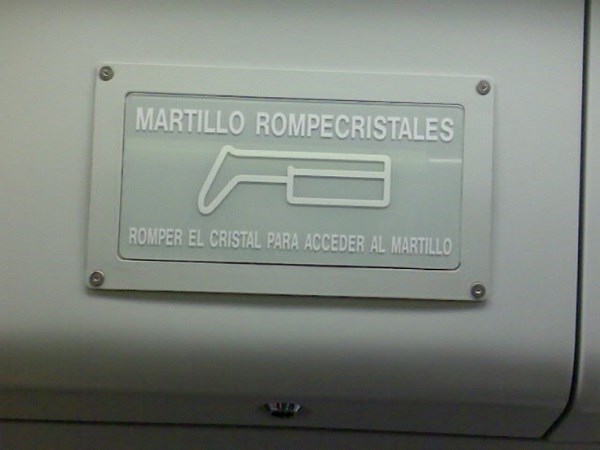 MARTILLO ROMPECRISTALES
ROMPER EL CRISTAL PARA ACCEDER AL MARTILLO